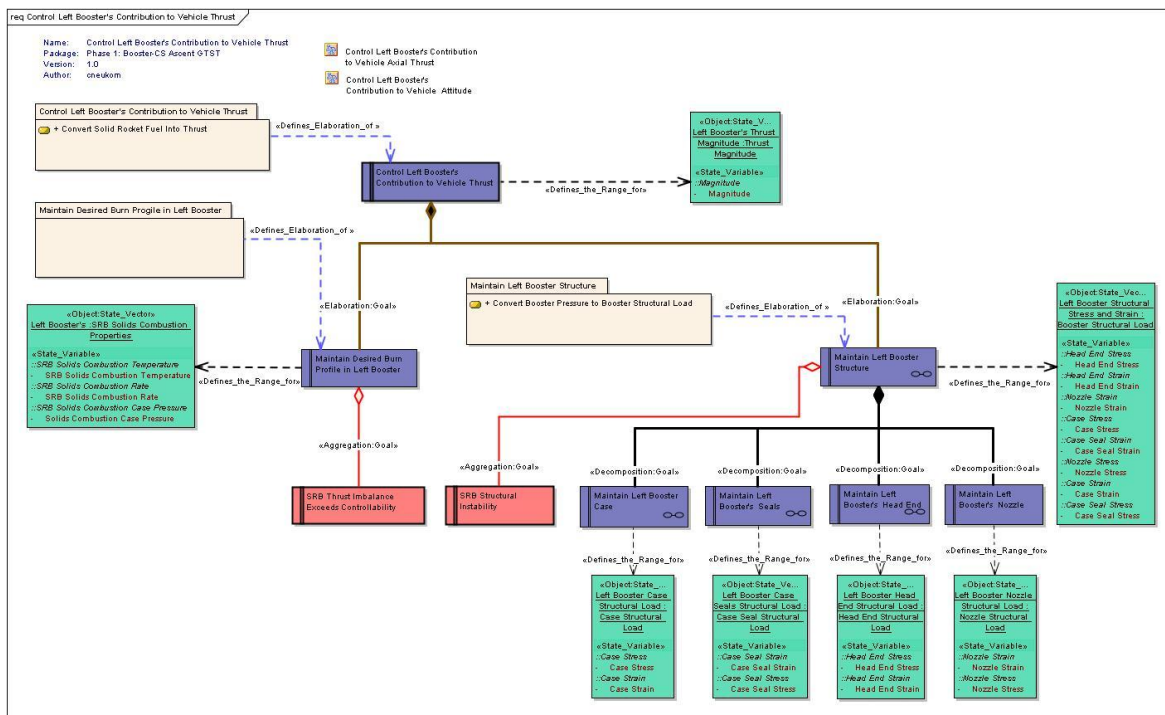 req Control Left Booster's Contribution to Vehicle Thrust
Name: Control Left Booster's Contribution to Vehicle Thrust
Package: Phase 1: Booster-CS Ascent GTST
Version: 1.0
Author: cneukom
Control Left Booster's Contribution
to Vehicle Axial Thrust
Control Left Booster's
Contribution to Vehicle Attitude
Control Left Booster's Contribution to Vehicle Thrust
+ Convert Solid Rocket Fuel Into Thrust
«Defines_Elaboration_of »
Control Left Booster's
Contribution to Vehicle Thrust
«Defines_the_Range_for»
«Object:State_V...
Left Booster's Thrust
Magnitude :Thrust
Magnitude
«State_Variable»
::Magnitude
- Magnitude
Maintain Desired Burn Progile in Left Booster
«Defines_Elaboration_of »
«Elaboration:Goal»
Maintain Left Booster Structure
+ Convert Booster Pressure to Booster Structural Load
«Defines_Elaboration_of »
«Elaboration:Goal»
«Object:State_Vector»
Left Booster's :SRB Solids Combustion
Properties
«State_Variable»
::SRB Solids Combustion Temperature
- SRB Solids Combustion Temperature
::SRB Solids Combustion Rate
- SRB Solids Combustion Rate
::SRB Solids Combustion Case Pressure
- Solids Combustion Case Pressure
«Defines_the_Range_for»
Maintain Desired Burn
Profile in Left Booster
Maintain Left Booster
Structure
«Defines_the_Range_for»
«Object:State_Vec...
Left Booster Structural
Stress and Strain :
Booster Structural Load
«State_Variable»
::Head End Stress
- Head End Stress
::Head End Strain
- Head End Strain
::Nozzle Strain
- Nozzle Strain
::Case Stress
- Case Stress
::Case Seal Strain
- Case Seal Strain
::Nozzle Stress
- Nozzle Stress
::Case Strain
- Case Strain
::Case Seal Stress
- Case Seal Stress
«Aggregation:Goal»
«Aggregation:Goal»
«Decomposition:Goal»
«Decomposition:Goal»
«Decomposition:Goal»
«Decomposition:Goal»
SRB Thrust Imbalance
Exceeds Controllability
SRB Structural
Instability
Maintain Left Booster
Case
Maintain Left
Booster's Seals
Maintain Left
Booster's Head End
Maintain Left
Booster's Nozzle
«Defines_the_Range_for»
«Defines_the_Range_for»
«Defines_the_Range_for»
«Defines_the_Range_for»
«Object:State_...
Left Booster Case
Structural Load :
Case Structural
Load
«State_Variable»
::Case Stress
- Case Stress
::Case Strain
- Case Strain
«Object:State_Ve...
Left Booster Case
Seals Structural Load :
Case Seal Structural
Load
«State_Variable»
::Case Seal Strain
- Case Seal Strain
::Case Seal Stress
- Case Seal Stress
«Object:State_...
Left Booster Head
End Structural Load :
Head End Structural
Load
«State_Variable»
::Head End Stress
- Head End Stress
::Head End Strain
- Head End Strain
«Object:State_...
Left Booster Nozzle
Structural Load :
Nozzle Structural
Load
«State_Variable»
::Nozzle Strain
- Nozzle Strain
::Nozzle Stress
- Nozzle Stress